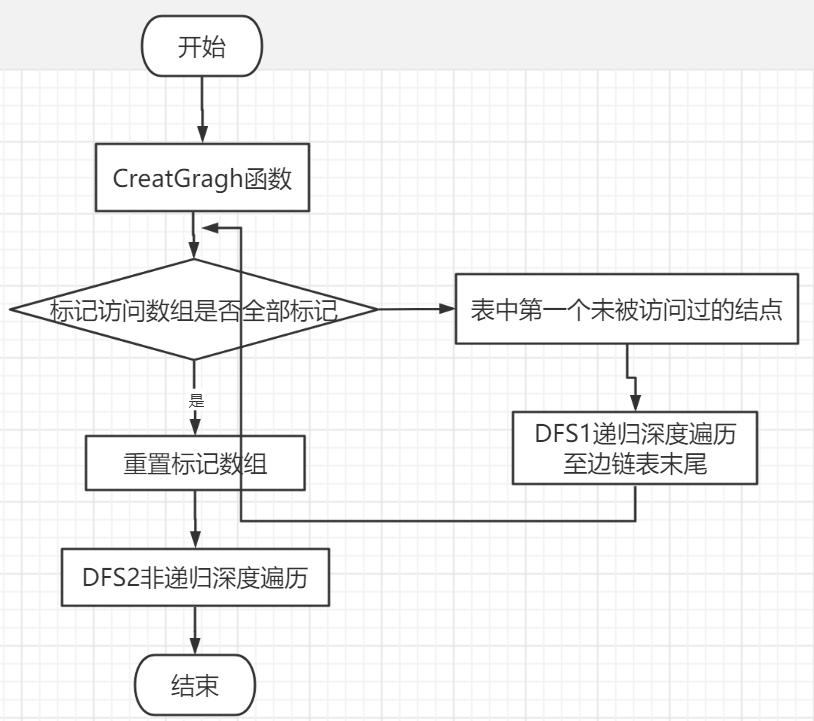 开始
CreatGragh函数
标记访问数组是否全部标记
表中第一个未被访问过的结点
是
DFS1递归深度遍历
至边链表末尾
重置标记数组
DFS2非递归深度遍历
结束